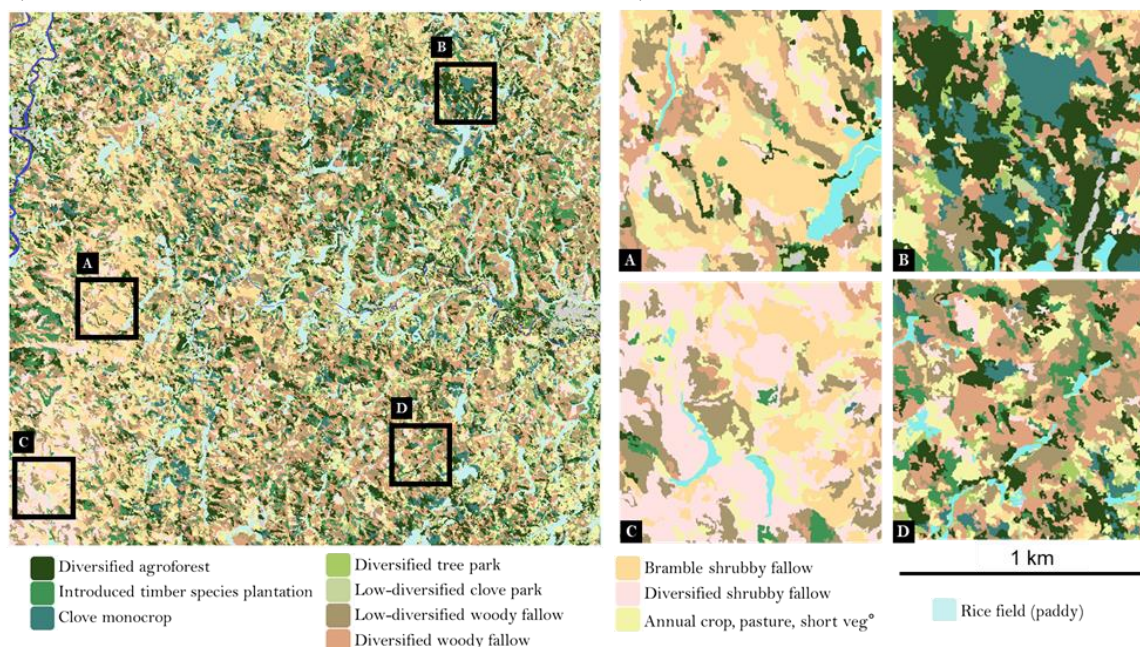 B
A
D
C
A
B
C
D
1 km
Diversified agroforest
Introduced timber species plantation
Clove monocrop
Diversified tree park
Low-diversified clove park
Low-diversified woody fallow
Diversified woody fallow
Bramble shrubby fallow
Diversified shrubby fallow
Annual crop, pasture, short veg°
Rice field (paddy)